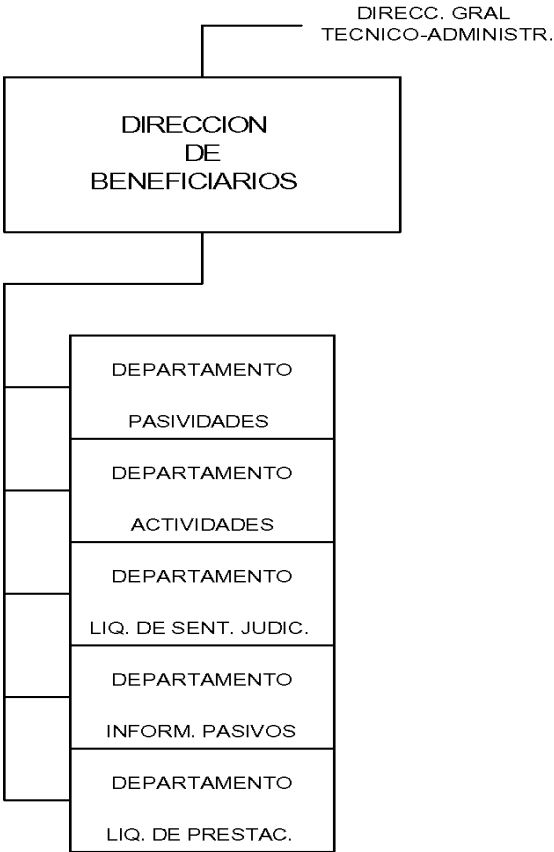 DIRECC. GRAL
TECNICO-ADMINISTR.
DIRECCION
DE
BENEFICIARIOS
DEPARTAMENTO
PASIVIDADES
DEPARTAMENTO
ACTIVIDADES
DEPARTAMENTO
LIQ. DE SENT. JUDIC.
DEPARTAMENTO
INFORM. PASIVOS
DEPARTAMENTO
LIQ. DE PRESTAC.